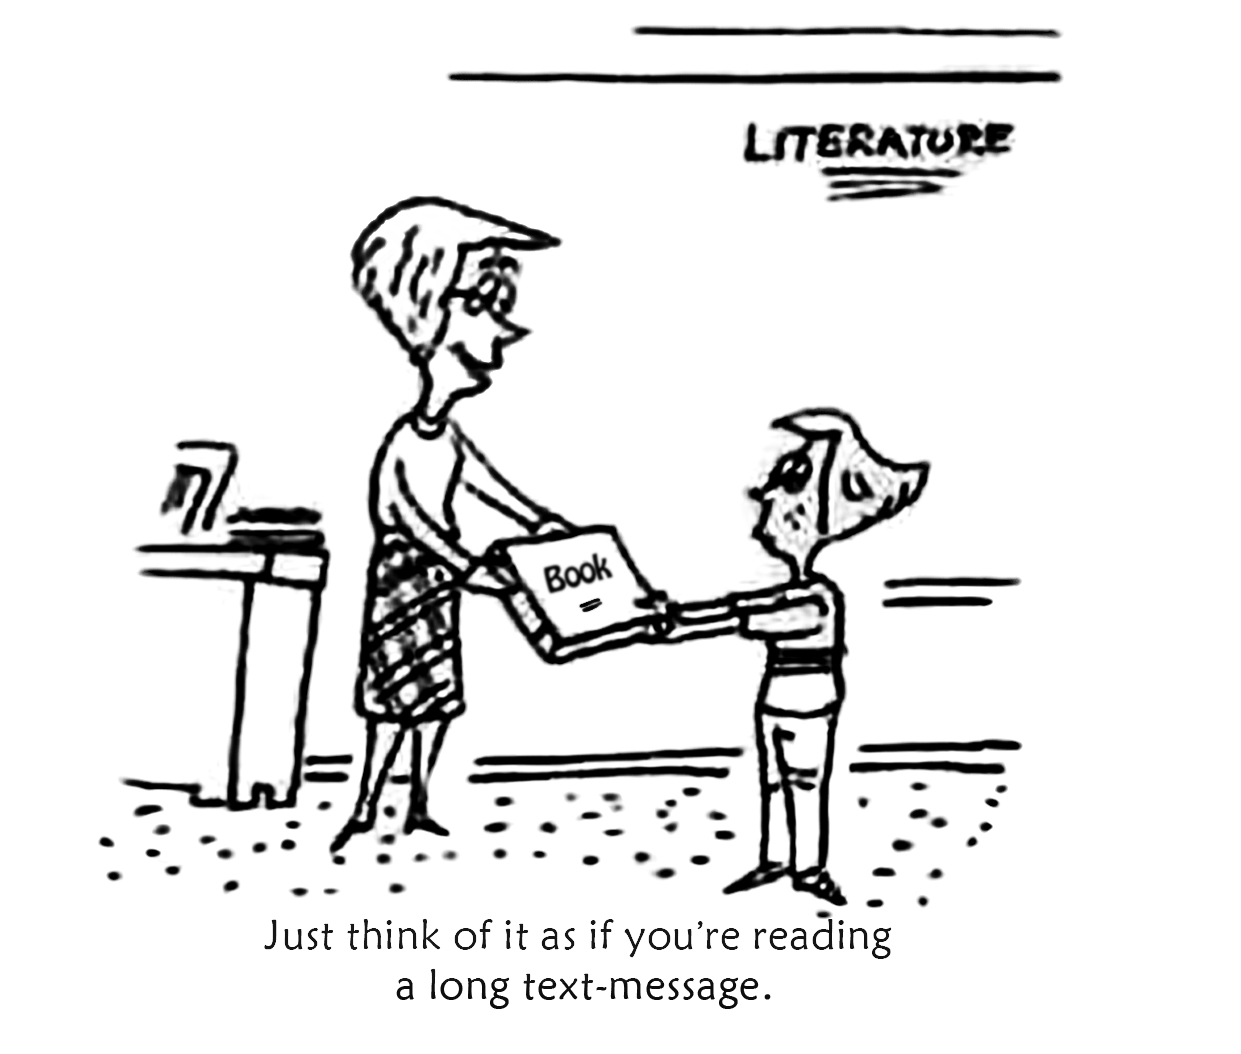 LITERATURE
Book
Just think of it as if you're reading
a long text-message.